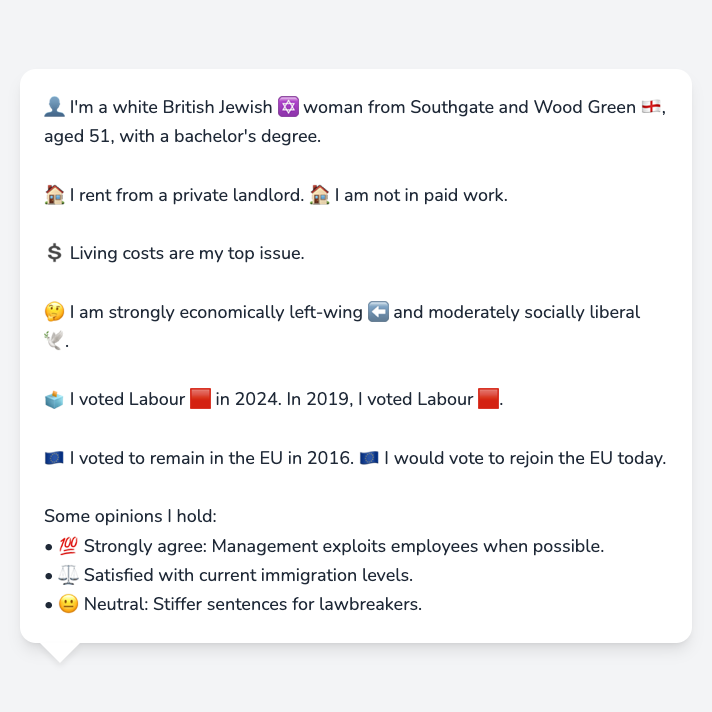 👤 I'm a white British Jewish ✡️ woman from Southgate and Wood Green 🏴󠁧󠁢󠁥󠁮󠁧󠁿,
aged 51, with a bachelor's degree.
🏠 I rent from a private landlord. 🏠 I am not in paid work.
💲 Living costs are my top issue.
🤔 I am strongly economically left-wing ⬅️ and moderately socially liberal
🕊️.
🗳️ I voted Labour 🟥 in 2024. In 2019, I voted Labour 🟥.
🇪🇺 I voted to remain in the EU in 2016. 🇪🇺 I would vote to rejoin the EU today.
Some opinions I hold:
• 💯 Strongly agree: Management exploits employees when possible.
• ⚖️ Satisfied with current immigration levels.
• 😐 Neutral: Stiffer sentences for lawbreakers.